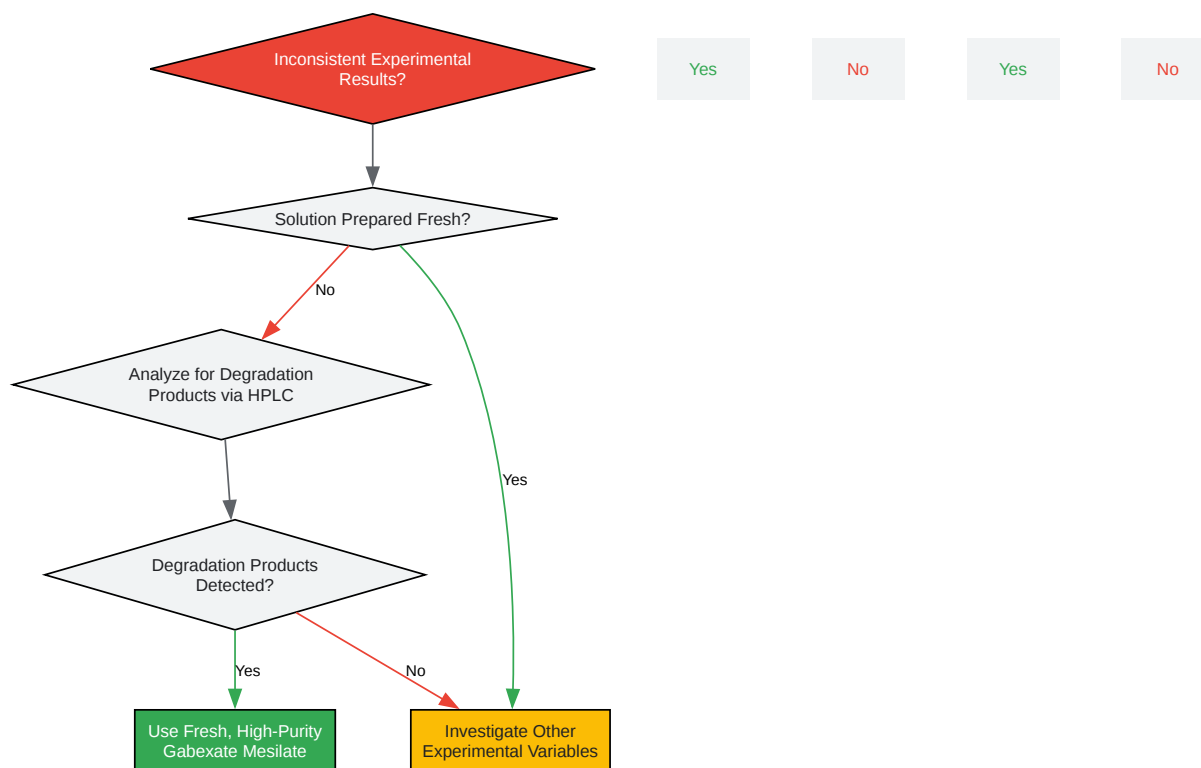 Inconsistent Experimental
Results?
Yes
No
Yes
No
Solution Prepared Fresh?
No
Analyze for Degradation
Products via HPLC
Yes
Degradation Products
Detected?
Yes
No
Use Fresh, High-Purity
Gabexate Mesilate
Investigate Other
Experimental Variables